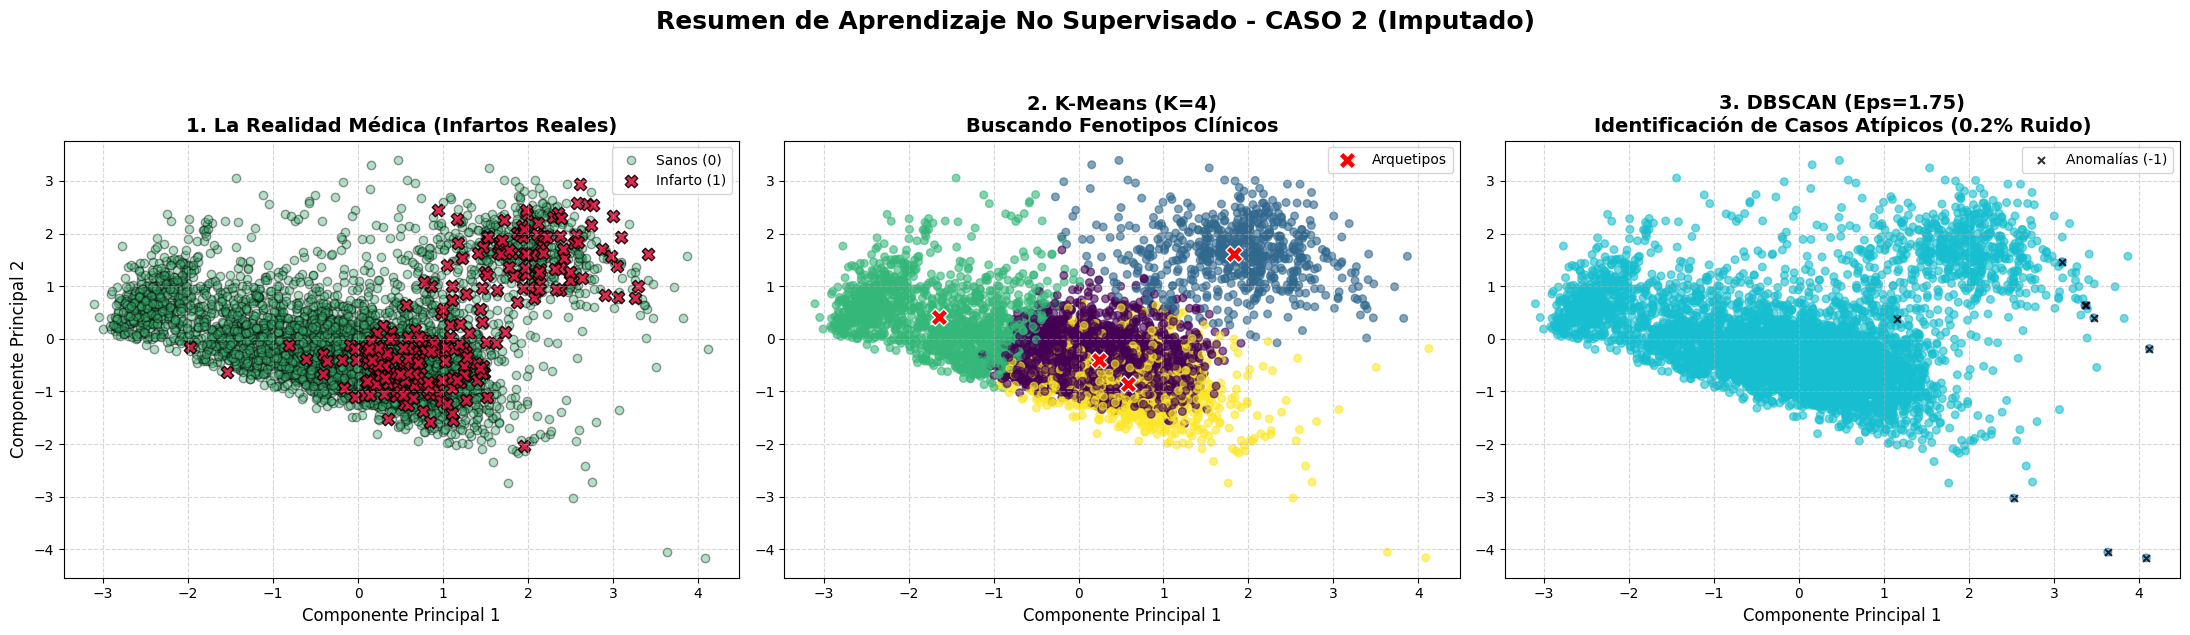 Resumen de Aprendizaje No Supervisado - CASO 2 (Imputado)
1. La Realidad Médica (Infartos Reales)
Sanos (0)
Infarto (1)
Componente Principal 2
3
2
1
0
−1
−2
−3
−4
−3 −2 −1 0 1 2 3 4
Componente Principal 1
2. K-Means (K=4)
Buscando Fenotipos Clínicos
Arquetipos
3
2
1
0
−1
−2
−3
−4
−3 −2 −1 0 1 2 3 4
Componente Principal 1
3. DBSCAN (Eps=1.75)
Identificación de Casos Atípicos (0.2% Ruido)
Anomalías (-1)
3
2
1
0
−1
−2
−3
−4
−3 −2 −1 0 1 2 3 4
Componente Principal 1